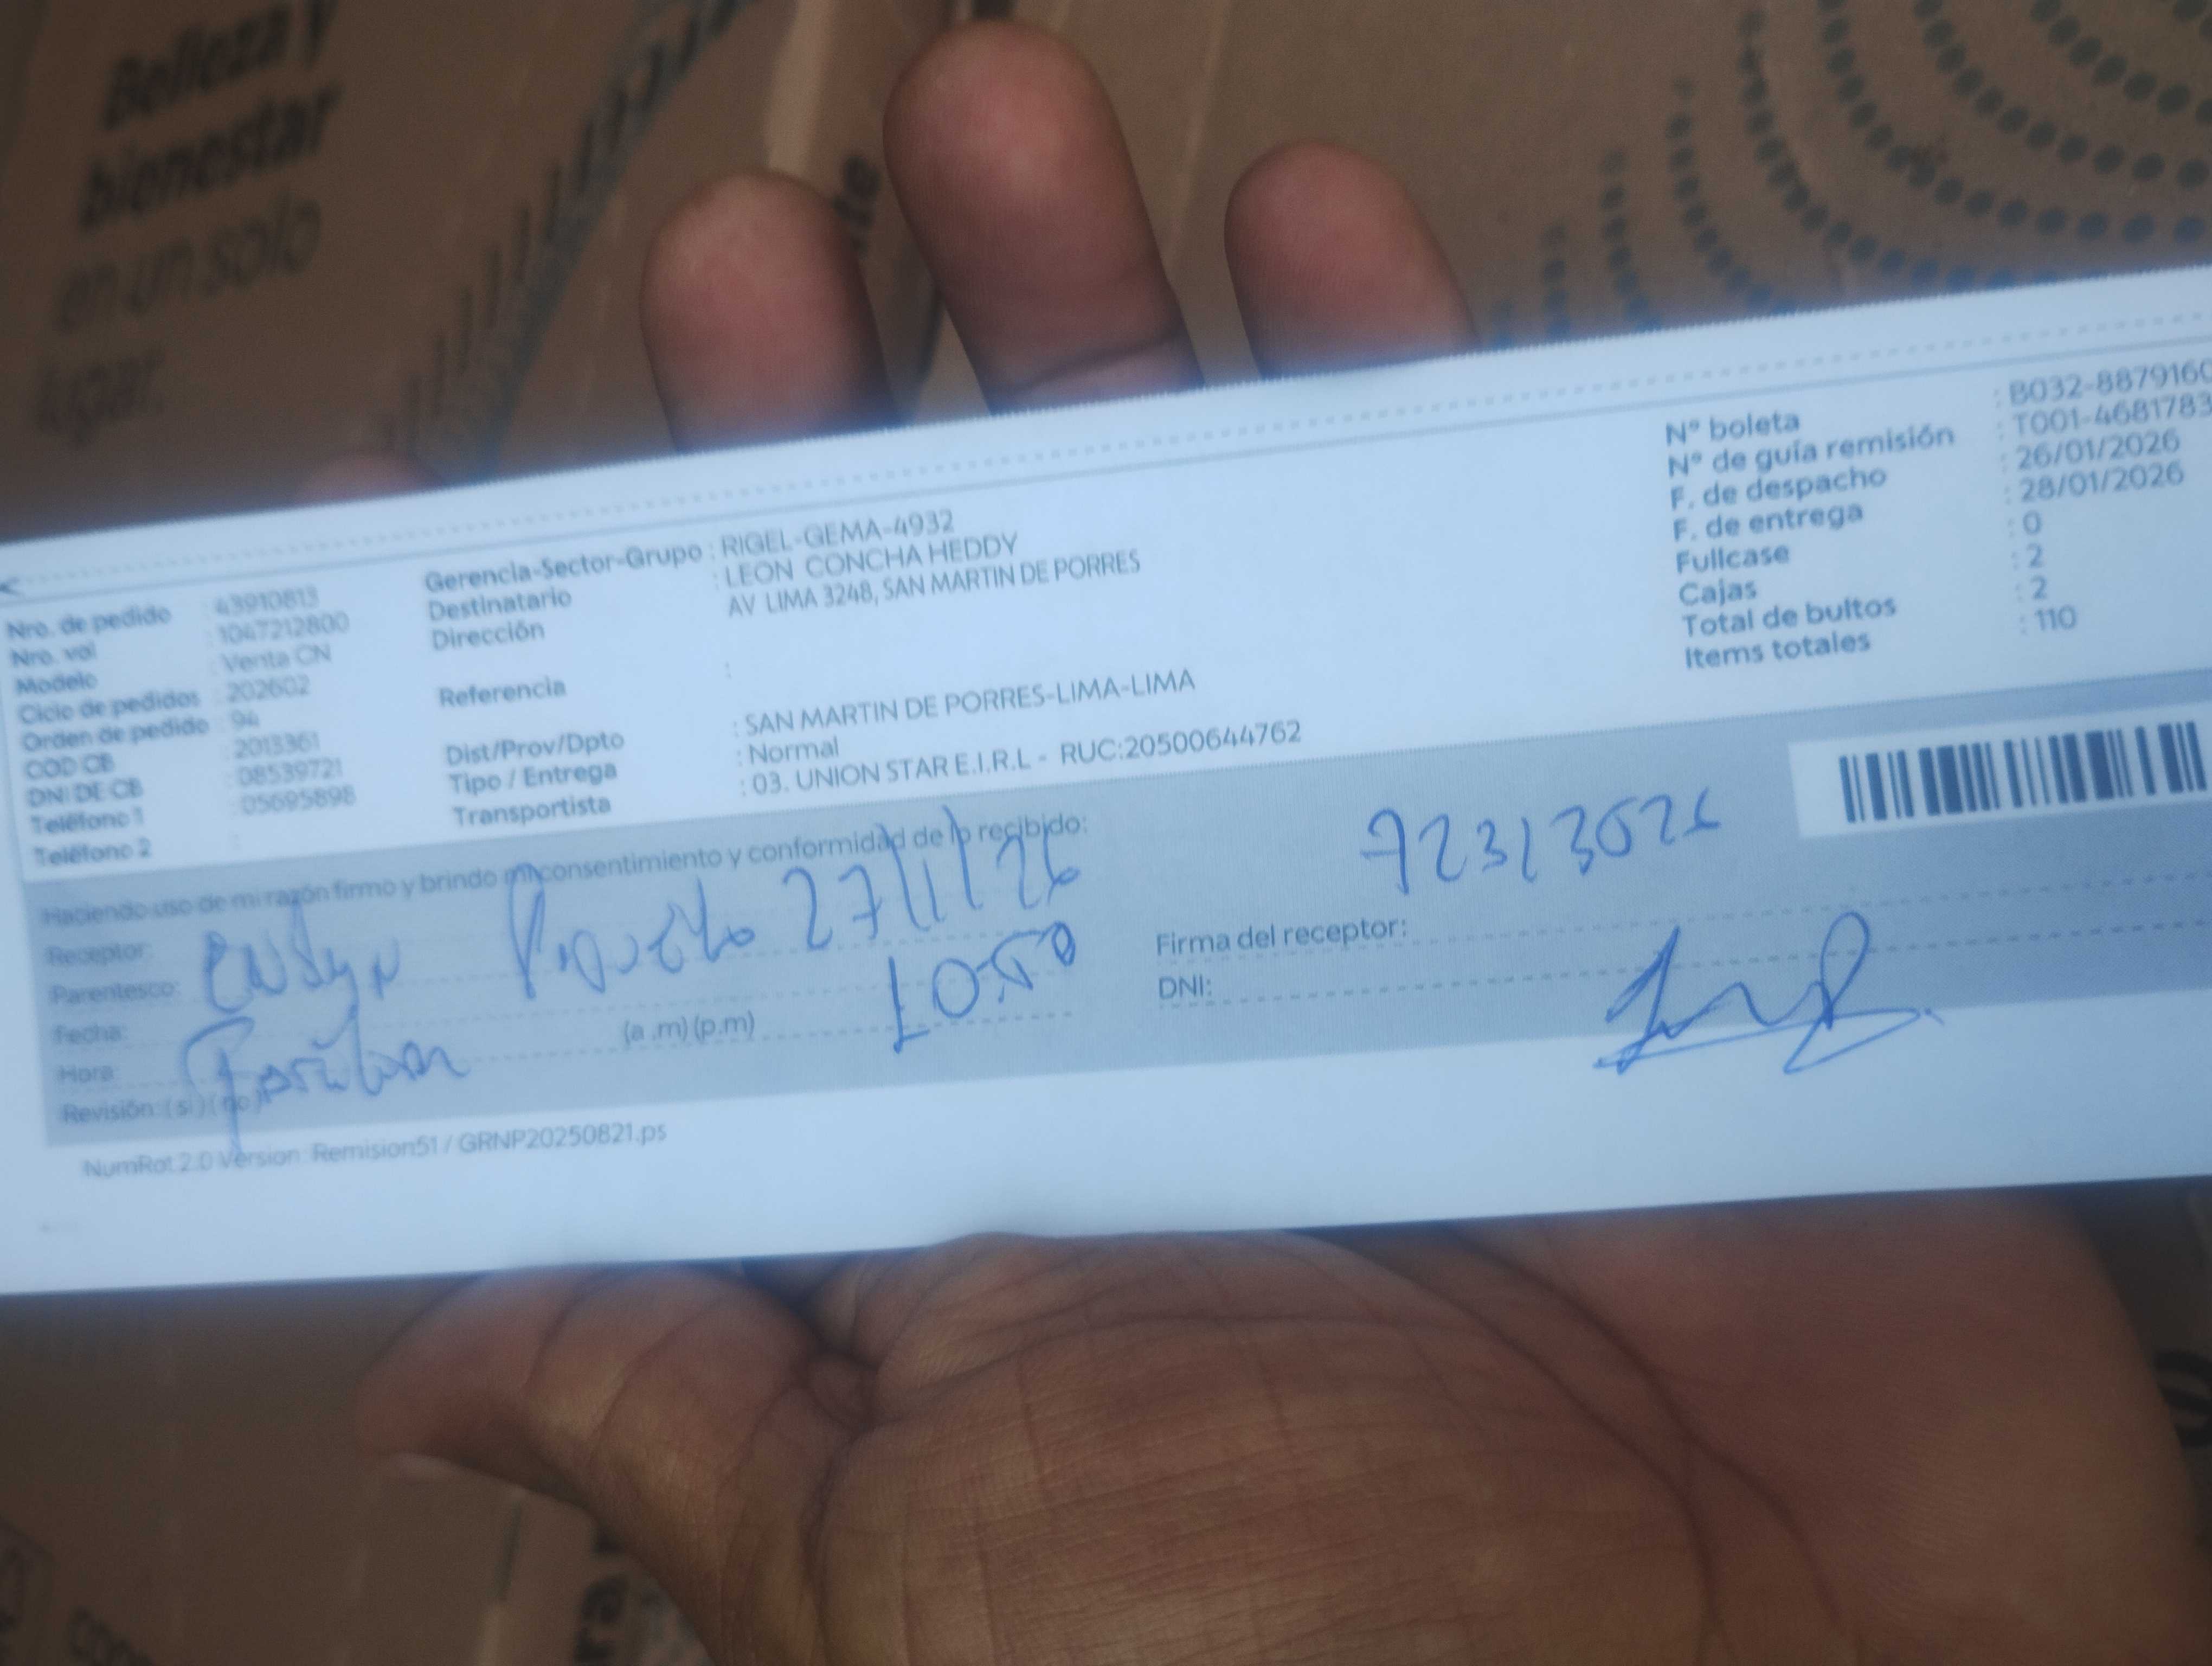 Belleza y
bienestar
en un solo
lugar.
Nro. de pedido : 43910813
Nro. vol : 1047212800
Modelo : Venta CN
Ciclo de pedidos : 202602
Orden de pedido : 94
COD CB : 2013361
DNI DE CB : 08539721
Teléfono 1 : 05695898
Teléfono 2 :
Gerencia-Sector-Grupo : RIGEL-GEMA-4932
Destinatario : LEON CONCHA HEDDY
Dirección AV LIMA 3248, SAN MARTIN DE PORRES
Referencia :
Dist/Prov/Dpto : SAN MARTIN DE PORRES-LIMA-LIMA
Tipo / Entrega : Normal
Transportista : 03. UNION STAR E.I.R.L - RUC:20500644762
N° boleta : B032-8879160
N° de guía remisión : T001-4681783
F. de despacho : 26/01/2026
F. de entrega : 28/01/2026
Fullcase : 0
Cajas : 2
Total de bultos : 2
Items totales : 110
Haciendo uso de mi razón firmo y brindo mi consentimiento y conformidad de lo recibido:
Receptor:
Parentesco:
27/1/26
Fecha:
Hora: (a .m) (p.m)
10:50
Revisión: ( si ) ( no )
72313026
Firma del receptor:
DNI:
NumRot 2.0 Version: Remision51 / GRNP20250821.ps